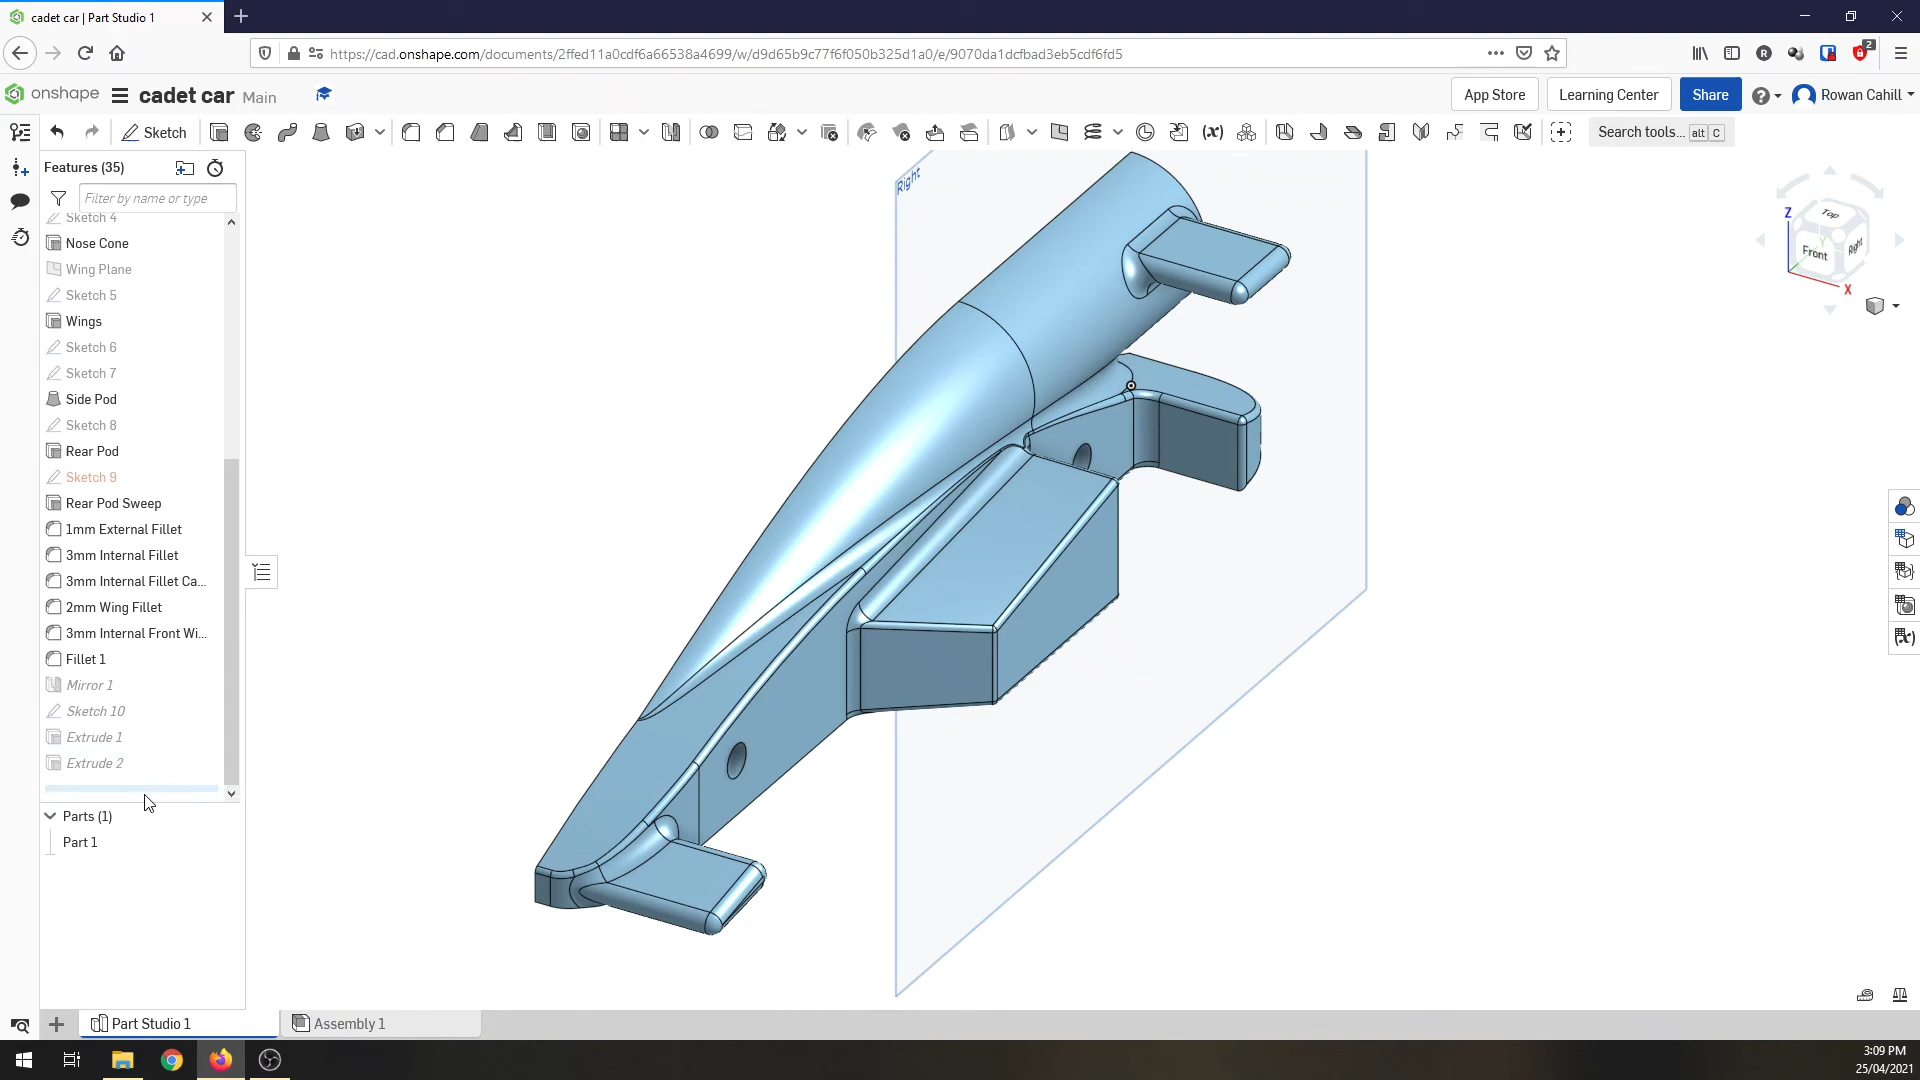 cadet car | Part Studio 1
https://cad.onshape.com/documents/2ffed11a0cdf6a66538a4699/w/d9d65b9c77f6f050b325d1a0/e/9070da1dcfbad3eb5cdf6fd5
2
onshape
cadet car Main
App Store
Learning Center
Share
Rowan Cahill
Sketch
Search tools... alt C
Features (35)
Filter by name or type
Sketch 4
Nose Cone
Wing Plane
Sketch 5
Wings
Sketch 6
Sketch 7
Side Pod
Sketch 8
Rear Pod
Sketch 9
Rear Pod Sweep
1mm External Fillet
3mm Internal Fillet
3mm Internal Fillet Ca...
2mm Wing Fillet
3mm Internal Front Wi...
Fillet 1
Mirror 1
Sketch 10
Extrude 1
Extrude 2
Parts (1)
Part 1
Right
Z
Top
Y
Front
Right
X
Part Studio 1
Assembly 1
3:09 PM
25/04/2021